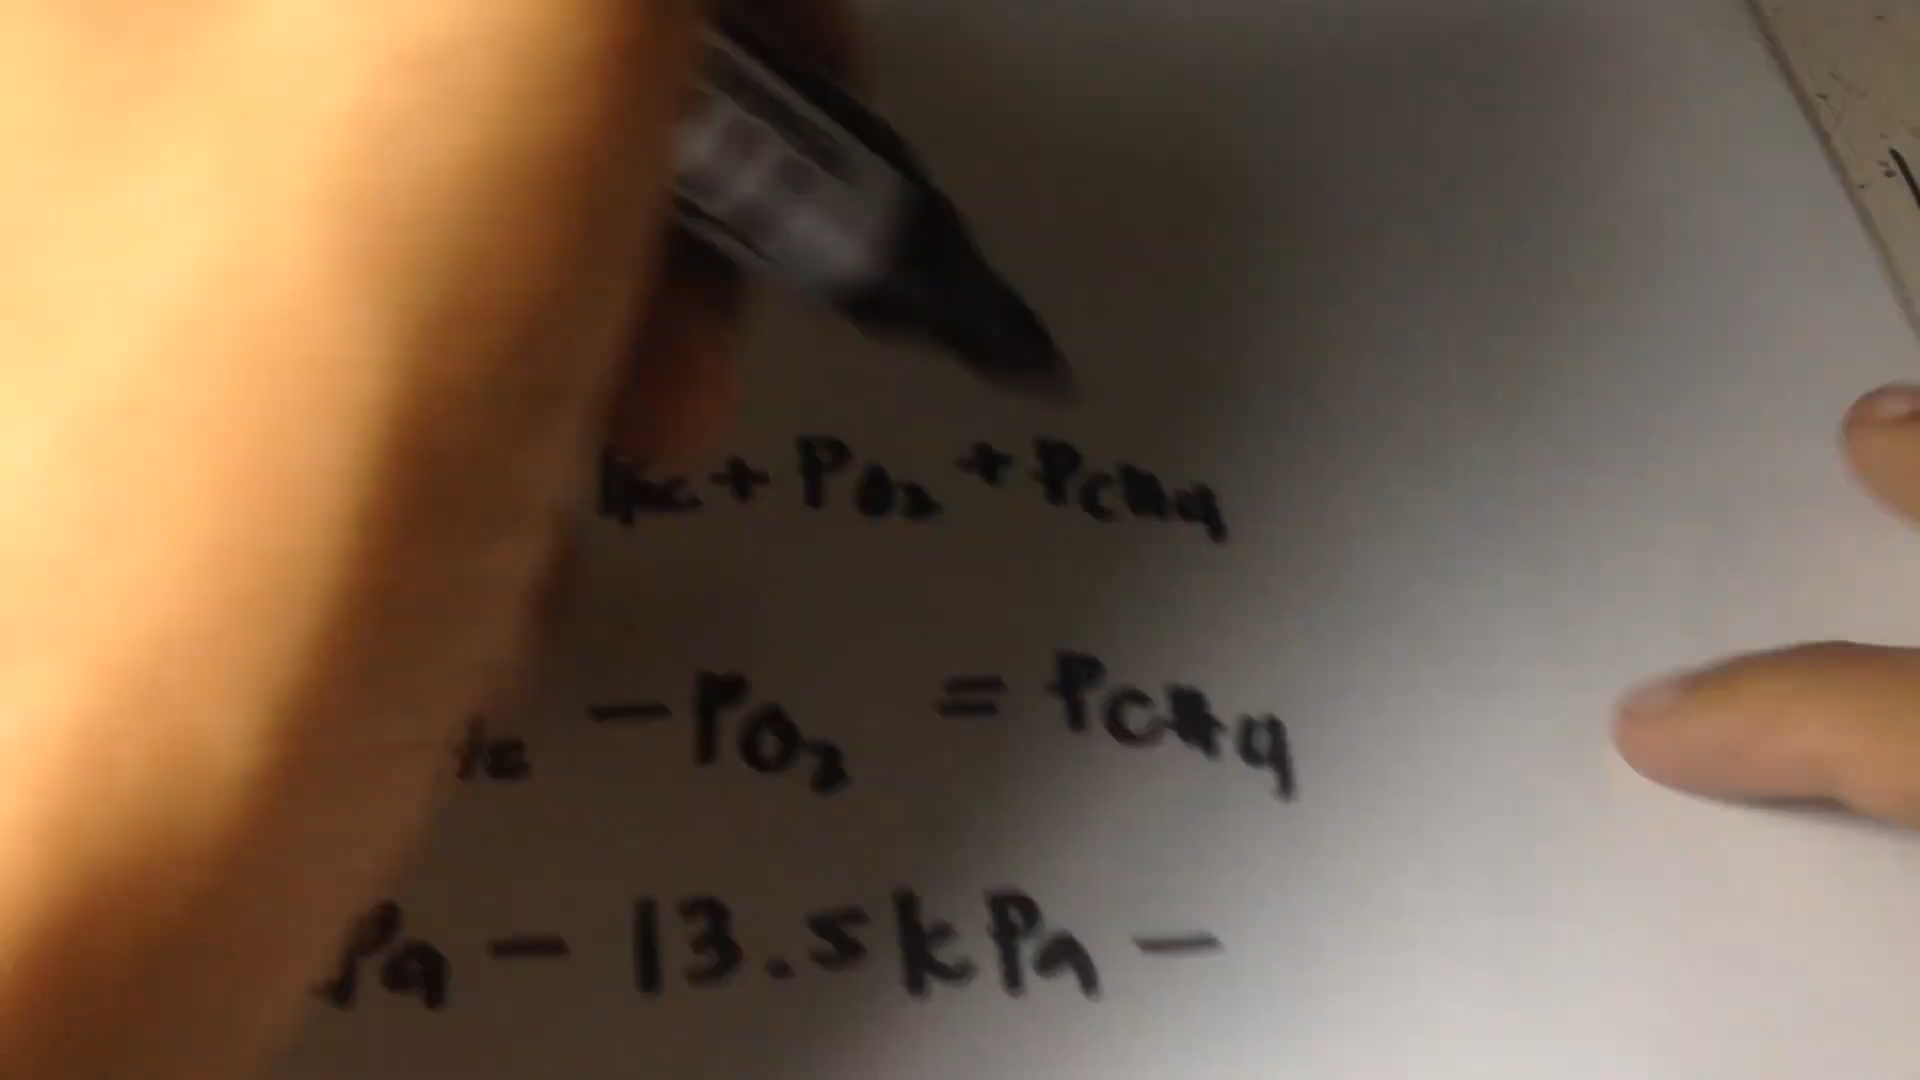 + PO₂ + PCH₄
- PO₂ = PCH₄
Pa - 13.5 kPa -